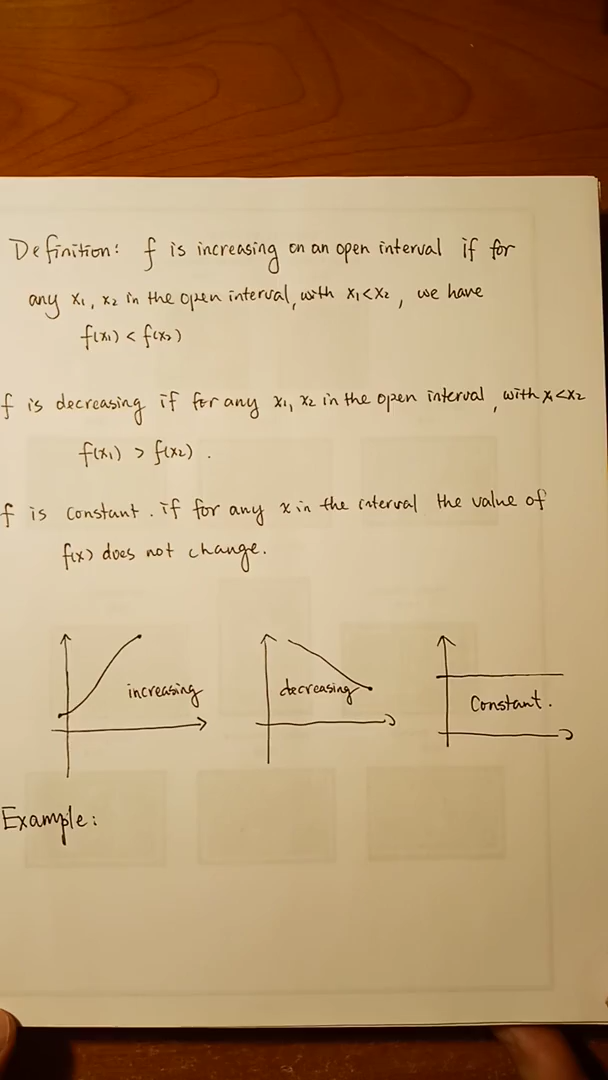 Definition: f is increasing on an open interval if for
any x₁, x₂ in the open interval, with x₁<x₂, we have
f(x₁) < f(x₂)
f is decreasing if for any x₁, x₂ in the open interval, with x₁<x₂
f(x₁) > f(x₂).
f is constant. if for any x in the interval the value of
f(x) does not change.
increasing decreasing Constant.
Example: